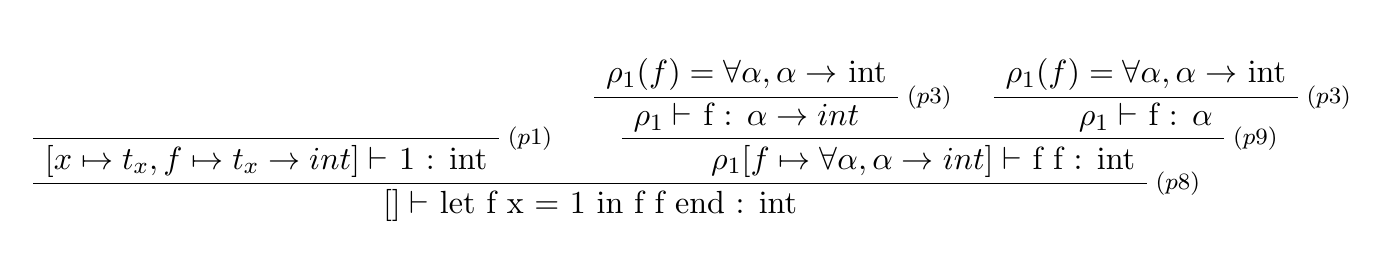 ρ₁(f) = ∀α, α → int ρ₁(f) = ∀α, α → int
(p3) (p3)
ρ₁ ⊢ f : α → int ρ₁ ⊢ f : α
(p1) (p9)
[x ↦ tₓ, f ↦ tₓ → int] ⊢ 1 : int ρ₁[f ↦ ∀α, α → int] ⊢ f f : int
(p8)
[] ⊢ let f x = 1 in f f end : int